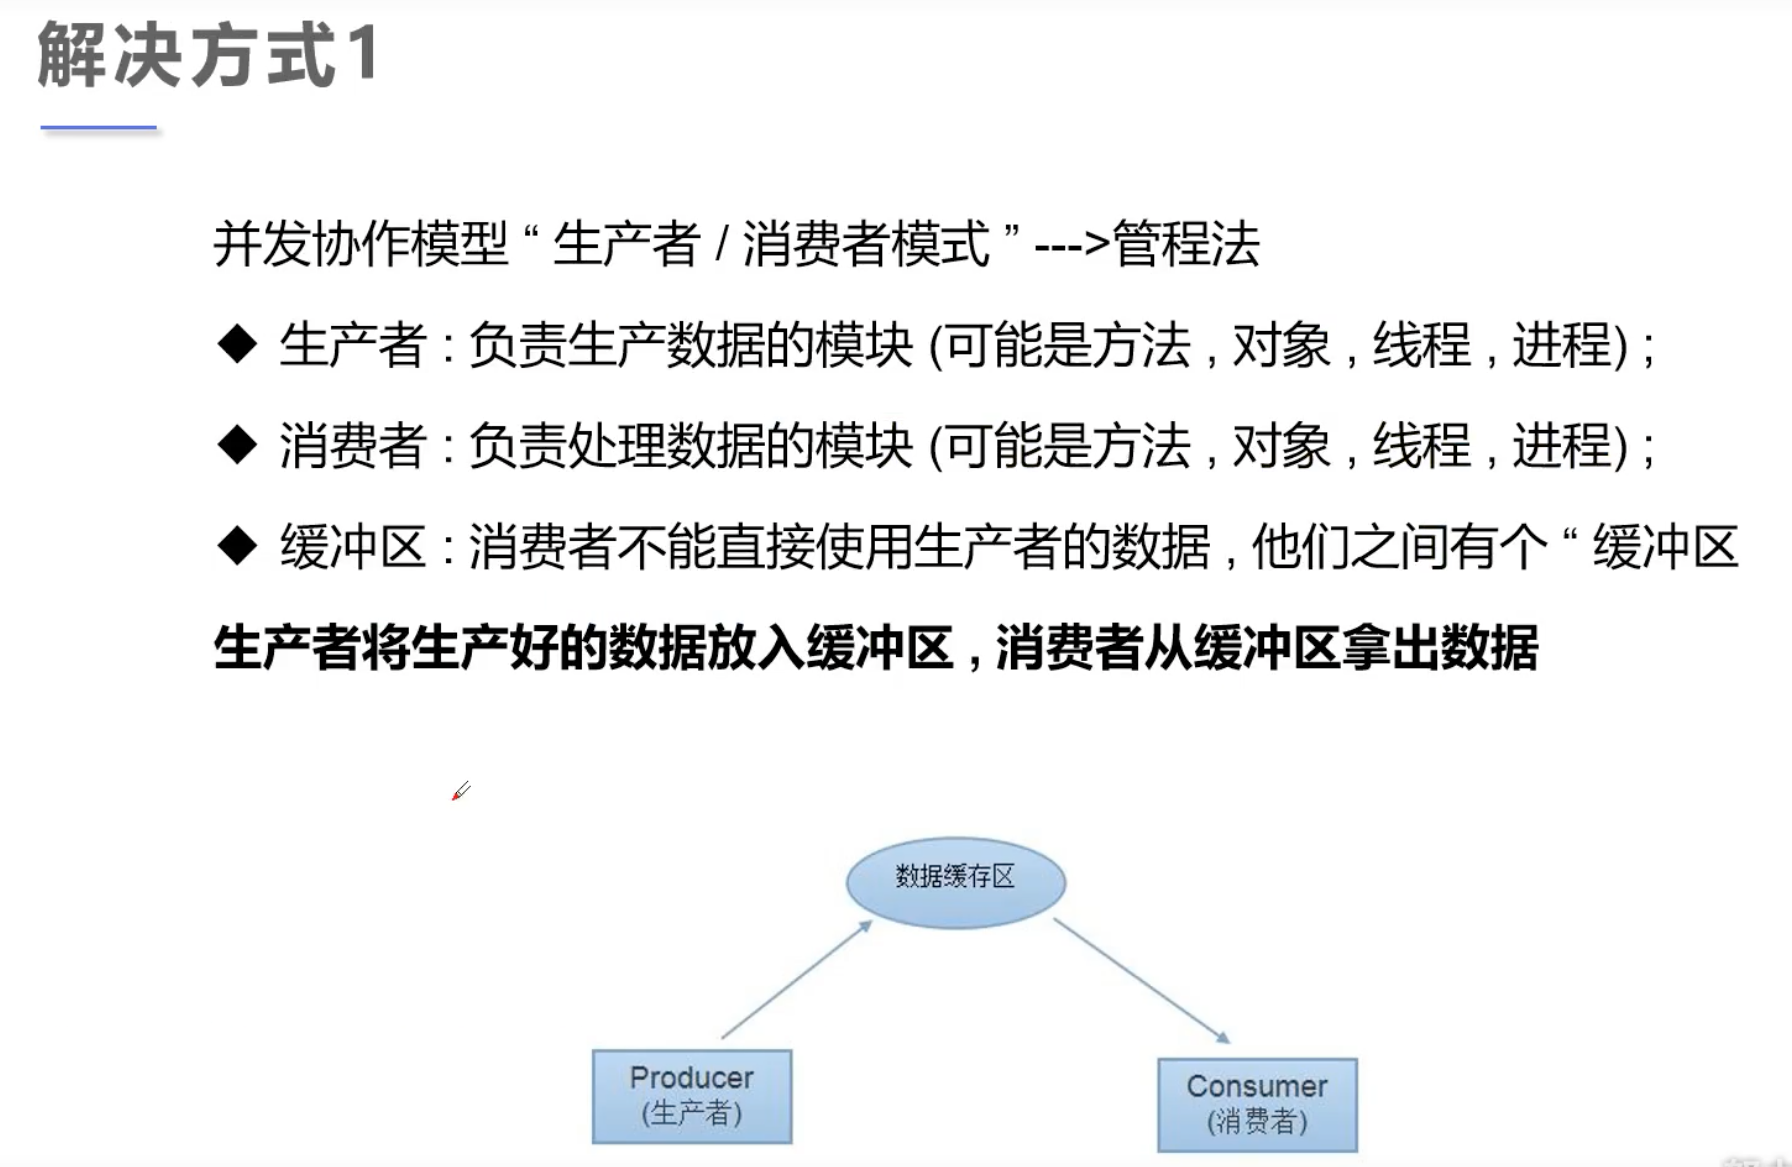 解决方式1
并发协作模型 “ 生产者 / 消费者模式 ” --->管程法
◆ 生产者 : 负责生产数据的模块 (可能是方法 , 对象 , 线程 , 进程) ;
◆ 消费者 : 负责处理数据的模块 (可能是方法 , 对象 , 线程 , 进程) ;
◆ 缓冲区 : 消费者不能直接使用生产者的数据 , 他们之间有个 “ 缓冲区
生产者将生产好的数据放入缓冲区 , 消费者从缓冲区拿出数据
数据缓存区
Producer
(生产者)
Consumer
(消费者)